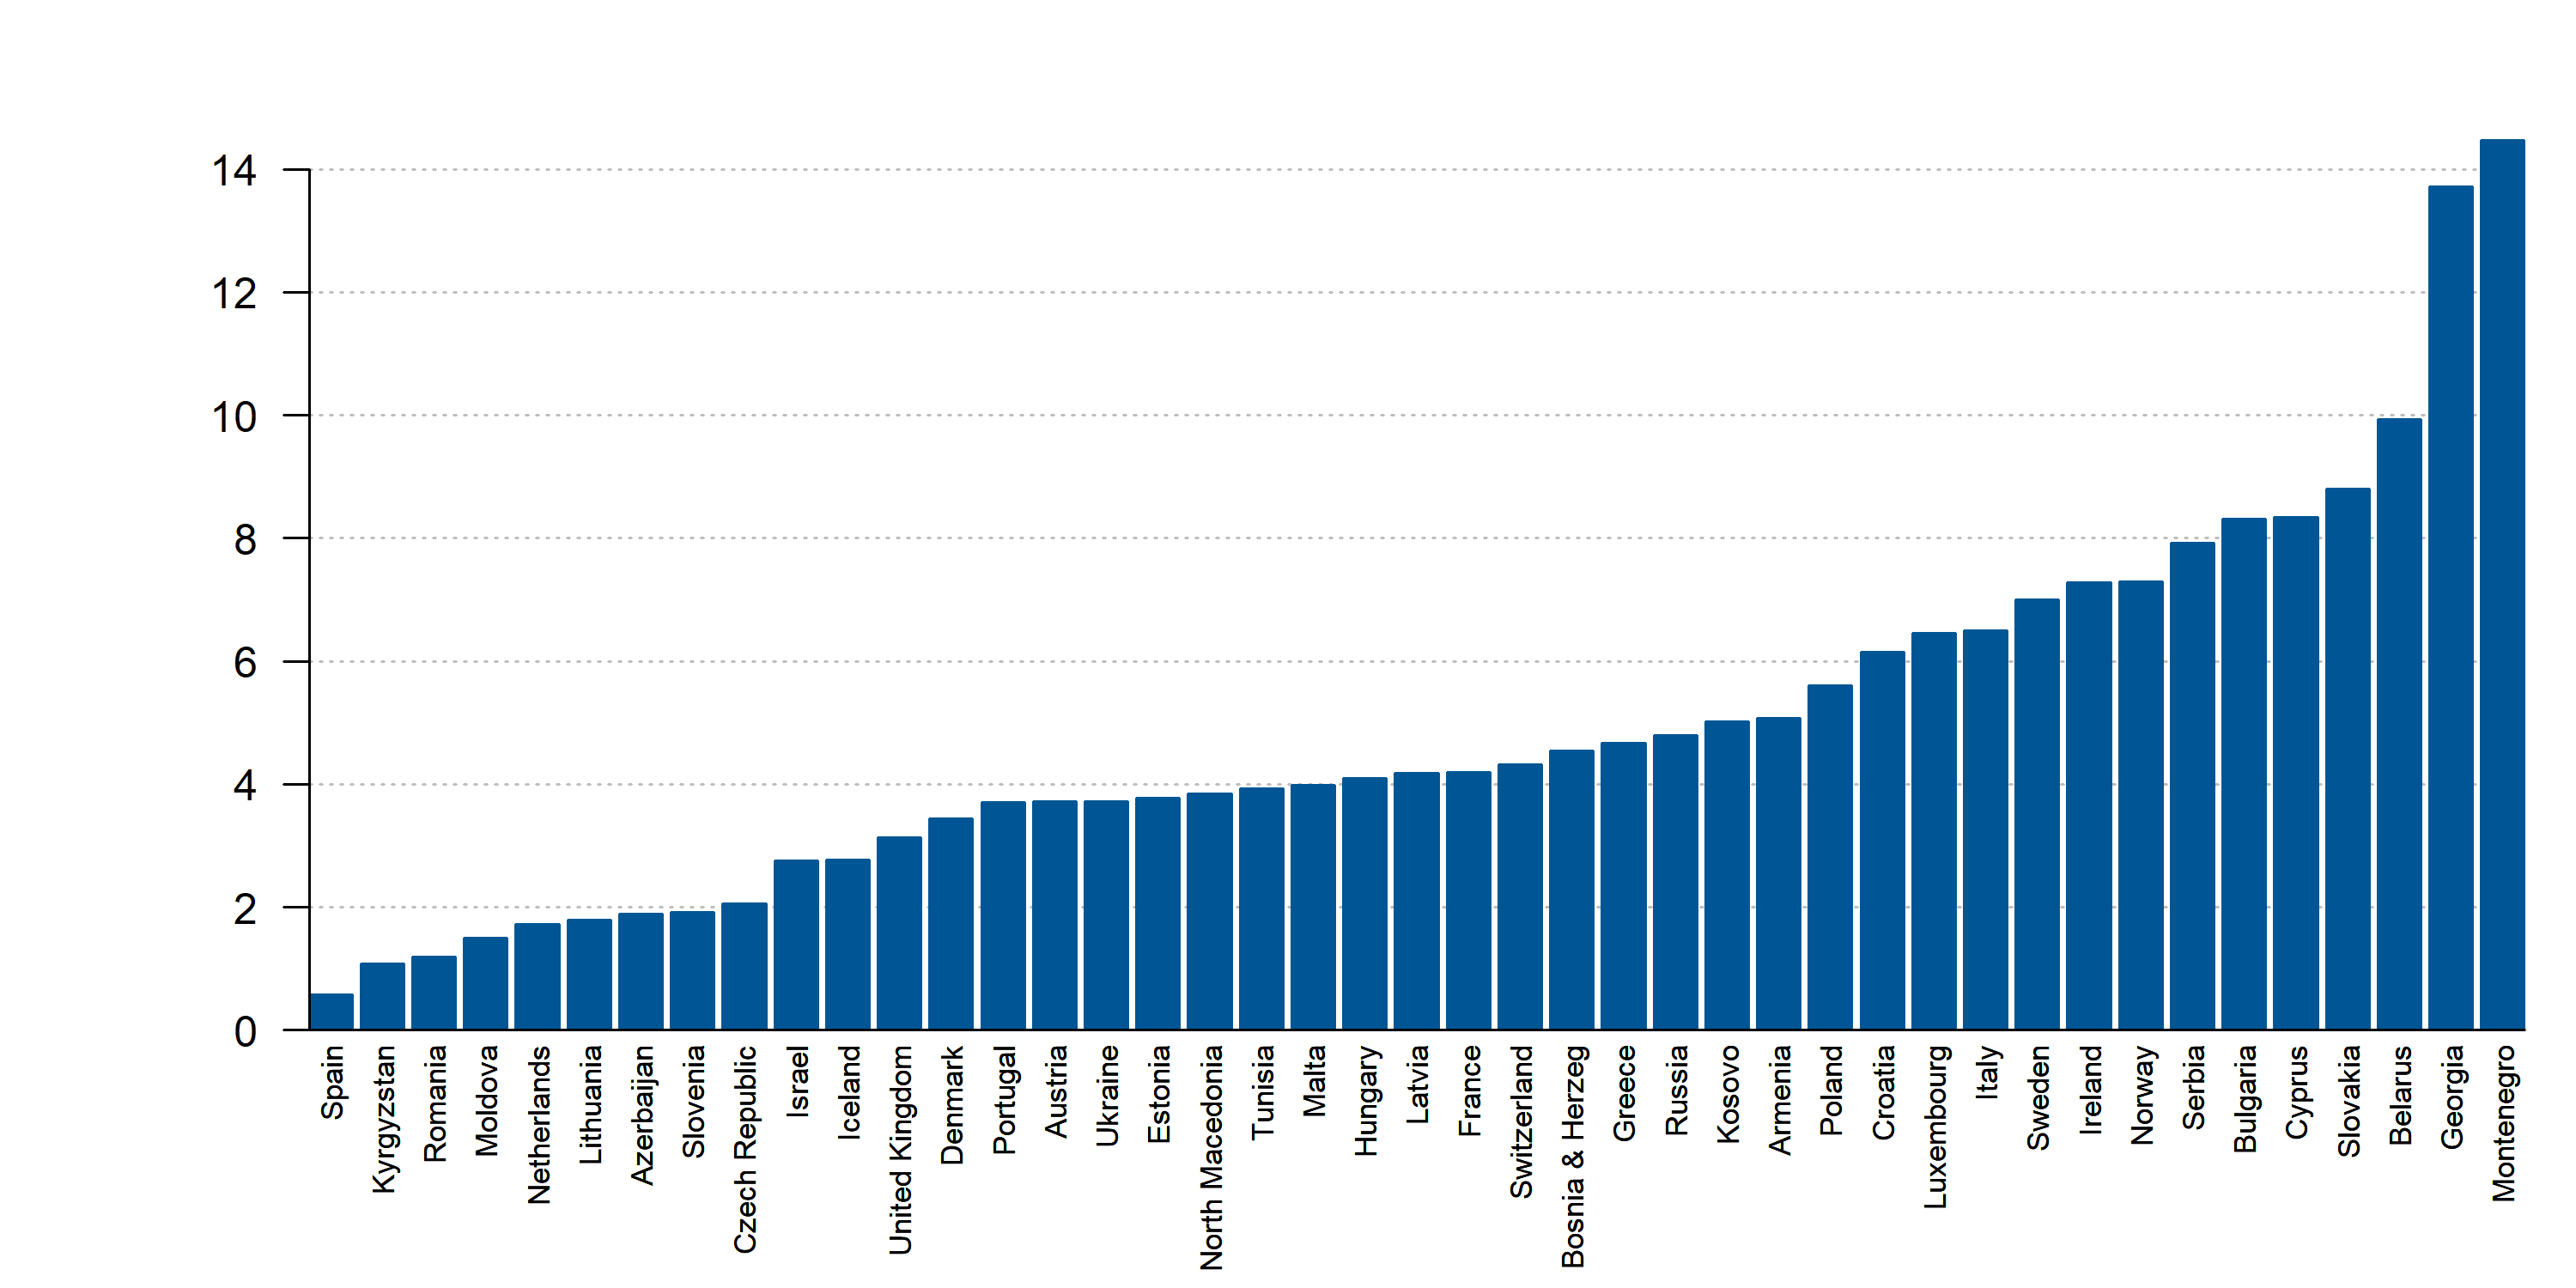 14
12
10
8
6
4
2
0
Spain
Kyrgyzstan
Romania
Moldova
Netherlands
Lithuania
Azerbaijan
Slovenia
Czech Republic
Israel
Iceland
United Kingdom
Denmark
Portugal
Austria
Ukraine
Estonia
North Macedonia
Tunisia
Malta
Hungary
Latvia
France
Switzerland
Bosnia & Herzeg
Greece
Russia
Kosovo
Armenia
Poland
Croatia
Luxembourg
Italy
Sweden
Ireland
Norway
Serbia
Bulgaria
Cyprus
Slovakia
Belarus
Georgia
Montenegro